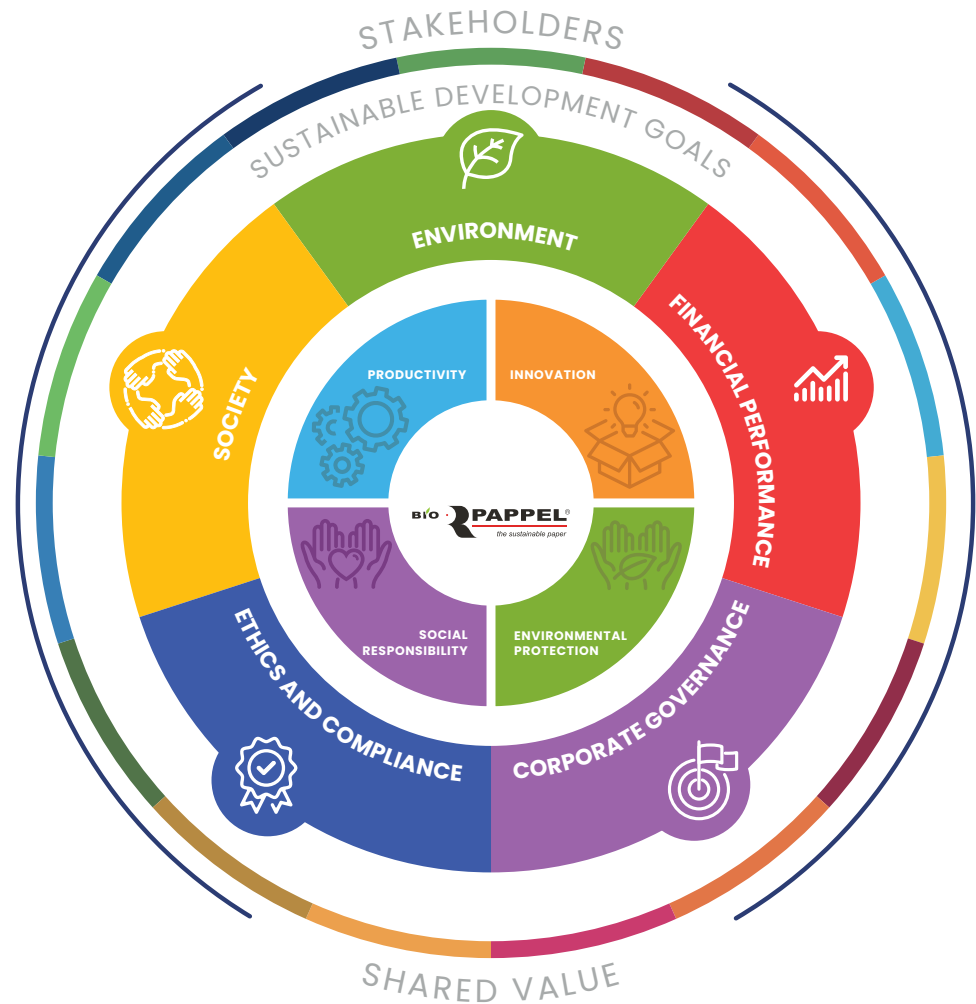 STAKEHOLDERS
SUSTAINABLE DEVELOPMENT GOALS
ENVIRONMENT
FINANCIAL PERFORMANCE
SOCIETY
PRODUCTIVITY
INNOVATION
BIO PAPPEL®
the sustainable paper
SOCIAL
RESPONSIBILITY
ENVIRONMENTAL
PROTECTION
ETHICS AND COMPLIANCE
CORPORATE GOVERNANCE
SHARED VALUE